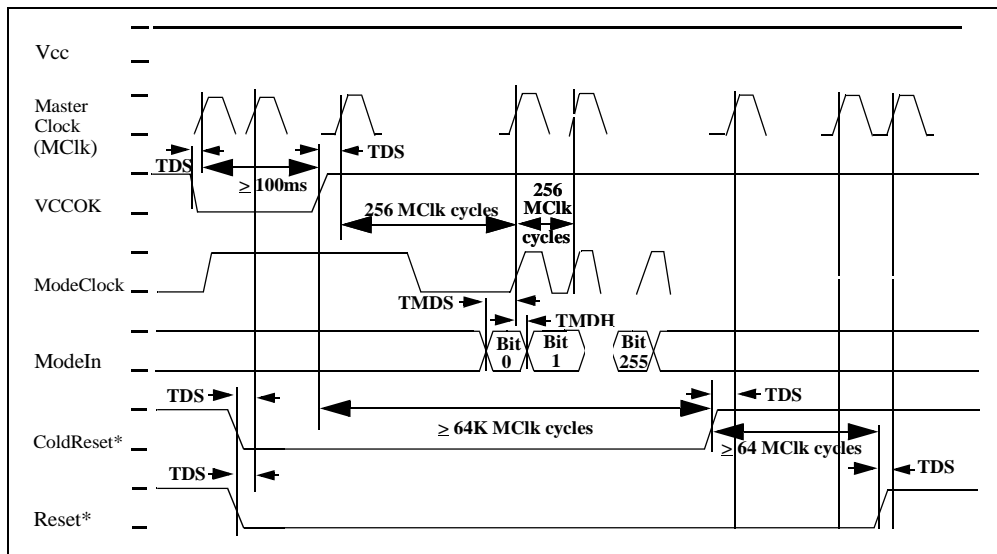 Vcc
Master
Clock
(MClk)
TDS
TDS
≥ 100ms
VCCOK
256 MClk cycles
256
MClk
cycles
ModeClock
TMDS
TMDH
ModeIn
Bit
0
Bit
1
Bit
255
TDS
TDS
ColdReset*
≥ 64K MClk cycles
≥ 64 MClk cycles
TDS
TDS
Reset*